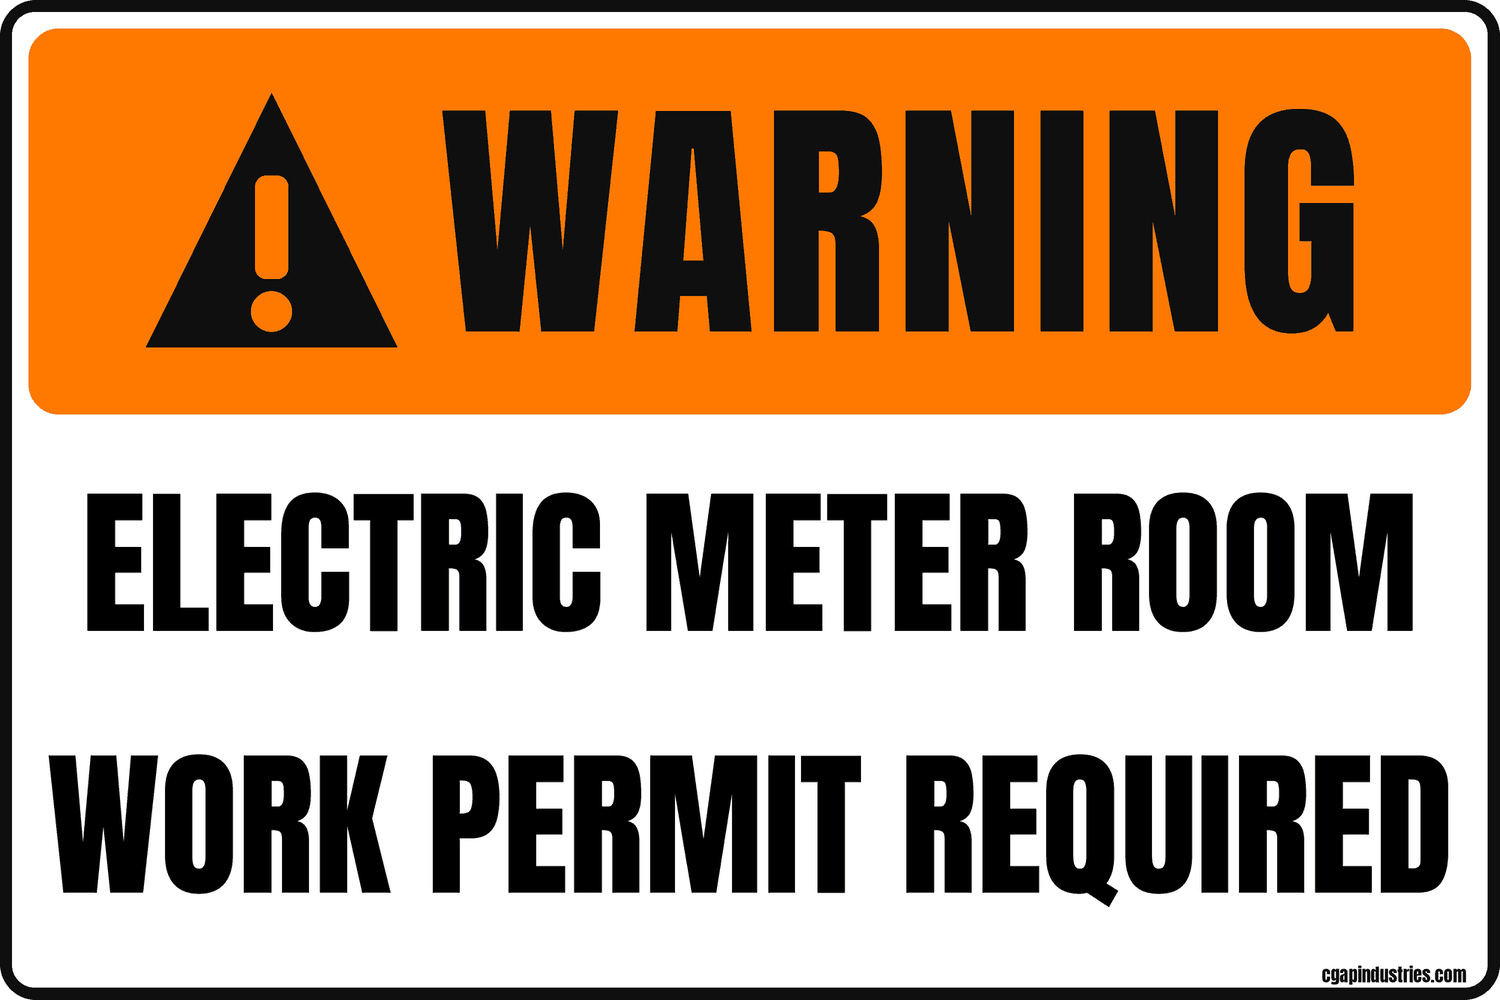 WARNING
ELECTRIC METER ROOM
WORK PERMIT REQUIRED
cgapindustries.com